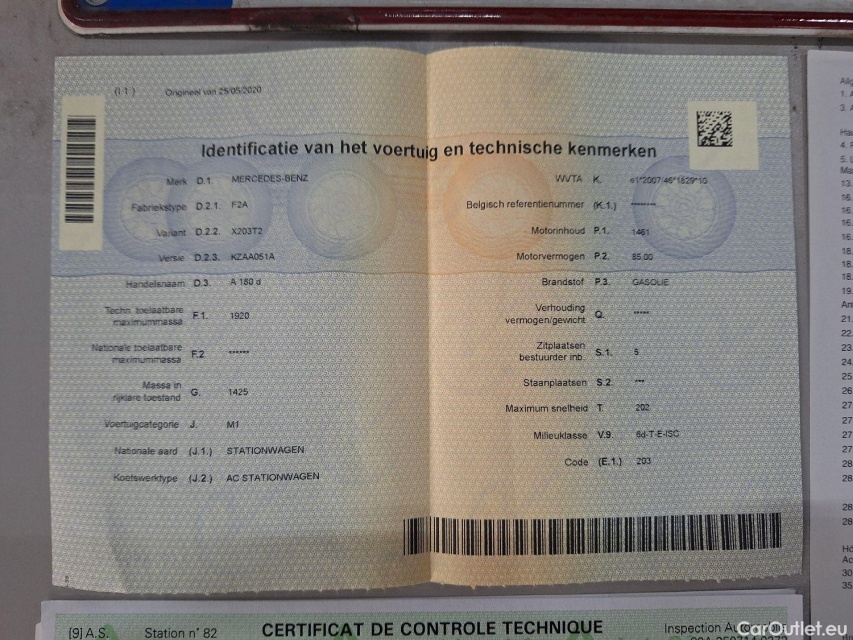 (I.1) Origineel van 25/05/2020
Identificatie van het voertuig en technische kenmerken
Merk D.1. MERCEDES-BENZ
Fabriekstype D.2.1. F2A
Variant D.2.2. X203T2
Versie D.2.3. KZAA051A
Handelsnaam D.3. A 180 d
Techn. toelaatbare
maximummassa F.1. 1920
Nationale toelaatbare
maximummassa F.2 ******
Massa in
rijklare toestand G. 1425
Voertuigcategorie J. M1
Nationale aard (J.1.) STATIONWAGEN
Koetswerktype (J.2.) AC STATIONWAGEN
WVTA K. e1*2007/46*1829*10
Belgisch referentienummer (K.1.) *******
Motorinhoud P.1. 1461
Motorvermogen P.2. 85.00
Brandstof P.3. GASOLIE
Verhouding
vermogen/gewicht Q. *****
Zitplaatsen
bestuurder inb. S.1. 5
Staanplaatsen S.2. ***
Maximum snelheid T. 202
Milieuklasse V.9. 6d-T-E-ISC
Code (E.1.) 203
[9] A.S. Station n° 82 CERTIFICAT DE CONTROLE TECHNIQUE Inspection
CarOutlet.eu